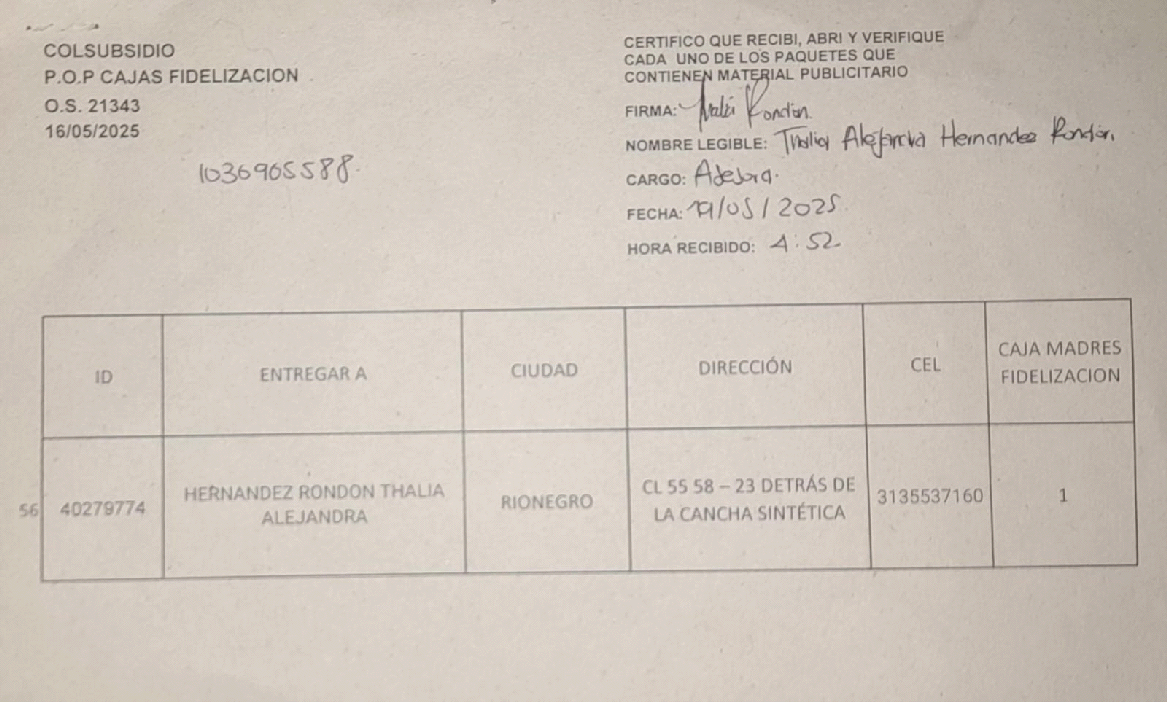 COLSUBSIDIO
P.O.P CAJAS FIDELIZACION
O.S. 21343
16/05/2025
1036965588.
CERTIFICO QUE RECIBI, ABRI Y VERIFIQUE
CADA UNO DE LOS PAQUETES QUE
CONTIENEN MATERIAL PUBLICITARIO
FIRMA: Rondón
NOMBRE LEGIBLE: Thalia Alejandra Hernandez Rondón.
CARGO: Asesora.
FECHA: 19/05/2025
HORA RECIBIDO: 4:52
ID ENTREGAR A CIUDAD DIRECCIÓN CEL CAJA MADRES
FIDELIZACION
56 40279774 HERNANDEZ RONDON THALIA
ALEJANDRA RIONEGRO CL 55 58 – 23 DETRÁS DE
LA CANCHA SINTÉTICA 3135537160 1